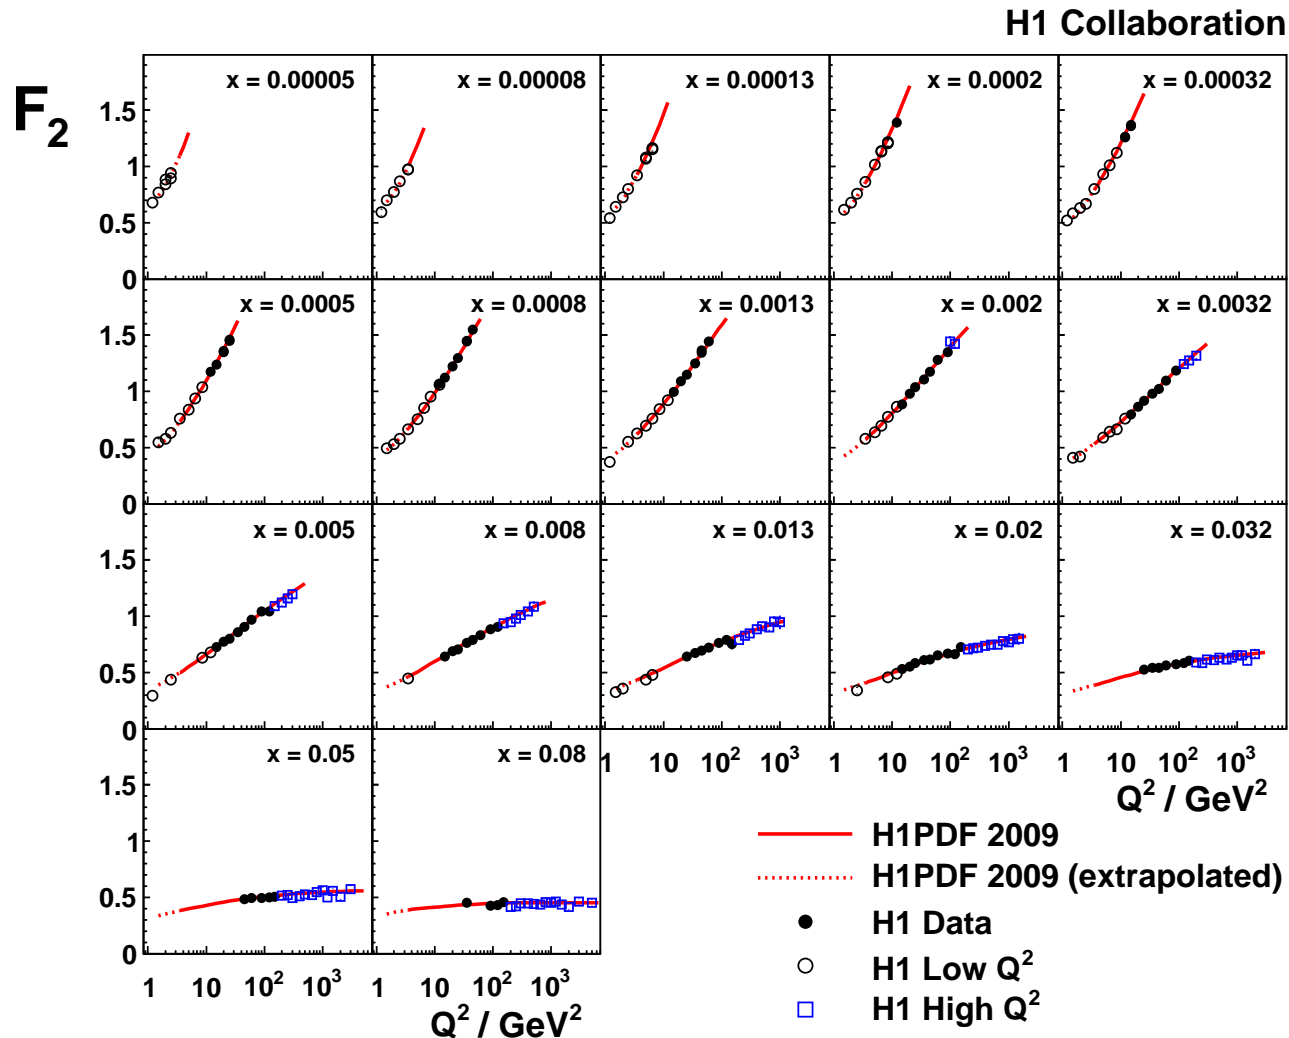 H1 Collaboration
F2
x = 0.00005 x = 0.00008 x = 0.00013 x = 0.0002 x = 0.00032
1.5
1
0.5
0
x = 0.0005 x = 0.0008 x = 0.0013 x = 0.002 x = 0.0032
1.5
1
0.5
0
x = 0.005 x = 0.008 x = 0.013 x = 0.02 x = 0.032
1.5
1
0.5
0
x = 0.05 x = 0.08
1 10 10² 10³ 1 10 10² 10³ 1 10 10² 10³
1.5
Q² / GeV²
1
0.5
0
1 10 10² 10³ 1 10 10² 10³
Q² / GeV²
H1PDF 2009
H1PDF 2009 (extrapolated)
H1 Data
H1 Low Q²
H1 High Q²